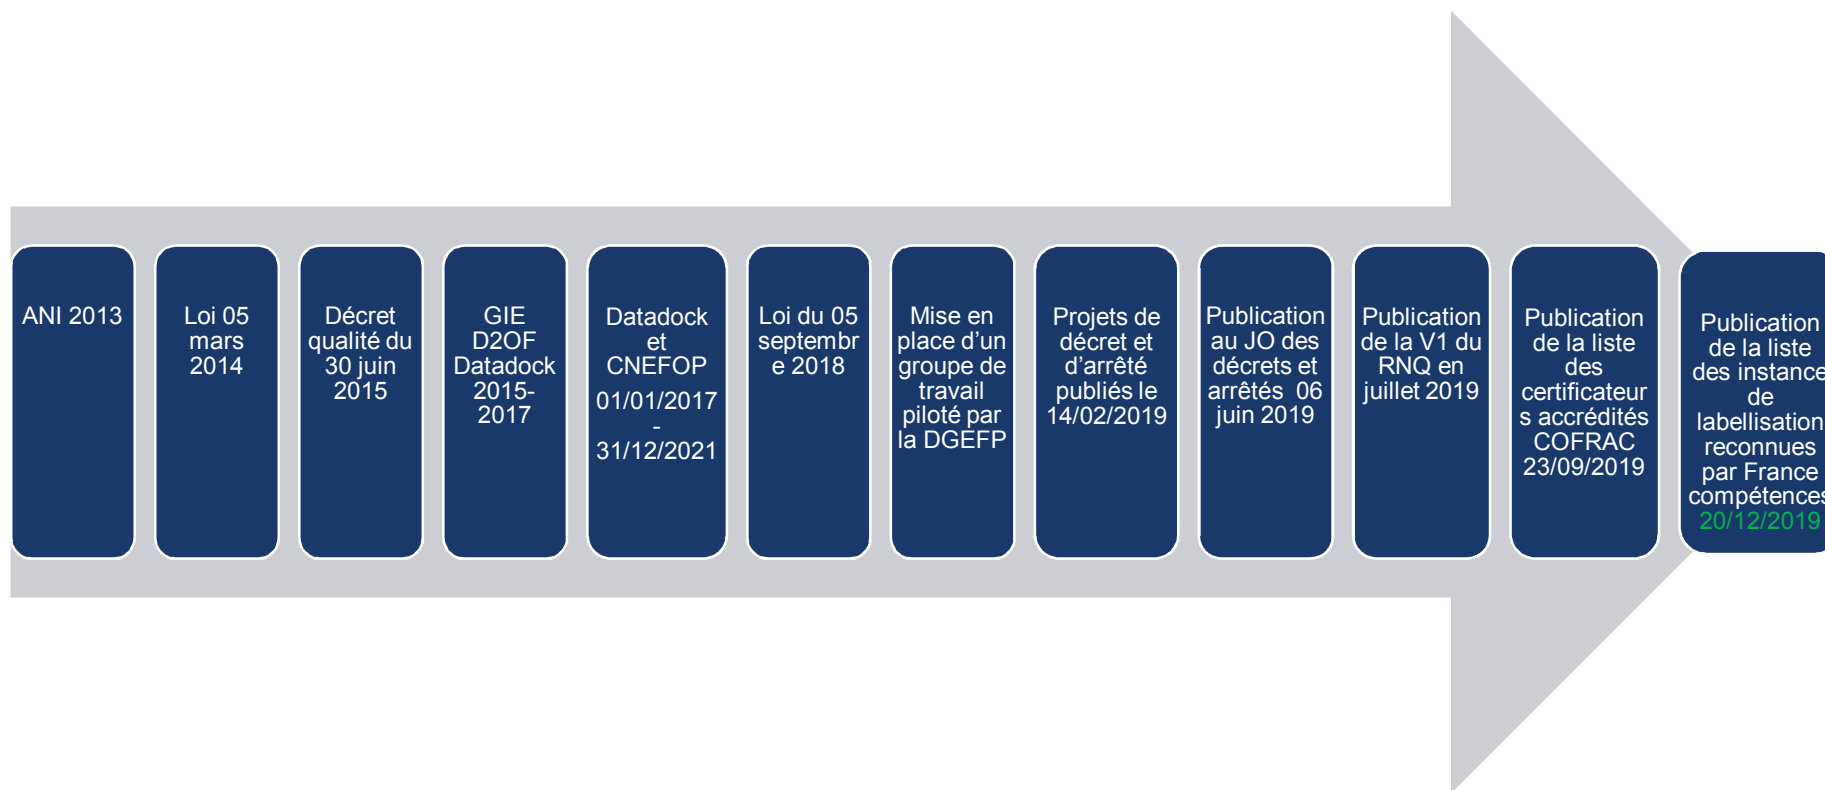 ANI 2013
Loi 05
mars
2014
Décret
qualité du
30 juin
2015
GIE
D2OF
Datadock
2015-
2017
Datadock
et
CNEFOP
01/01/2017
-
31/12/2021
Loi du 05
septembr
e 2018
Mise en
place d’un
groupe de
travail
piloté par
la DGEFP
Projets de
décret et
d’arrêté
publiés le
14/02/2019
Publication
au JO des
décrets et
arrêtés 06
juin 2019
Publication
de la V1 du
RNQ en
juillet 2019
Publication
de la liste
des
certificateur
s accrédités
COFRAC
23/09/2019
Publication
de la liste
des instance
de
labellisation
reconnues
par France
compétences
20/12/2019